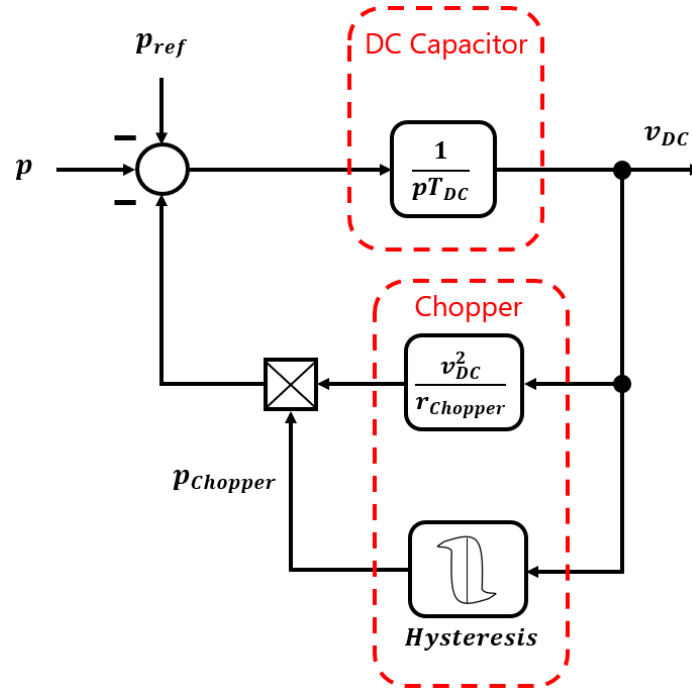 DC Capacitor
p_ref
v_DC
p
−
−
1
pT_DC
Chopper
v²_DC
r_Chopper
p_Chopper
Hysteresis